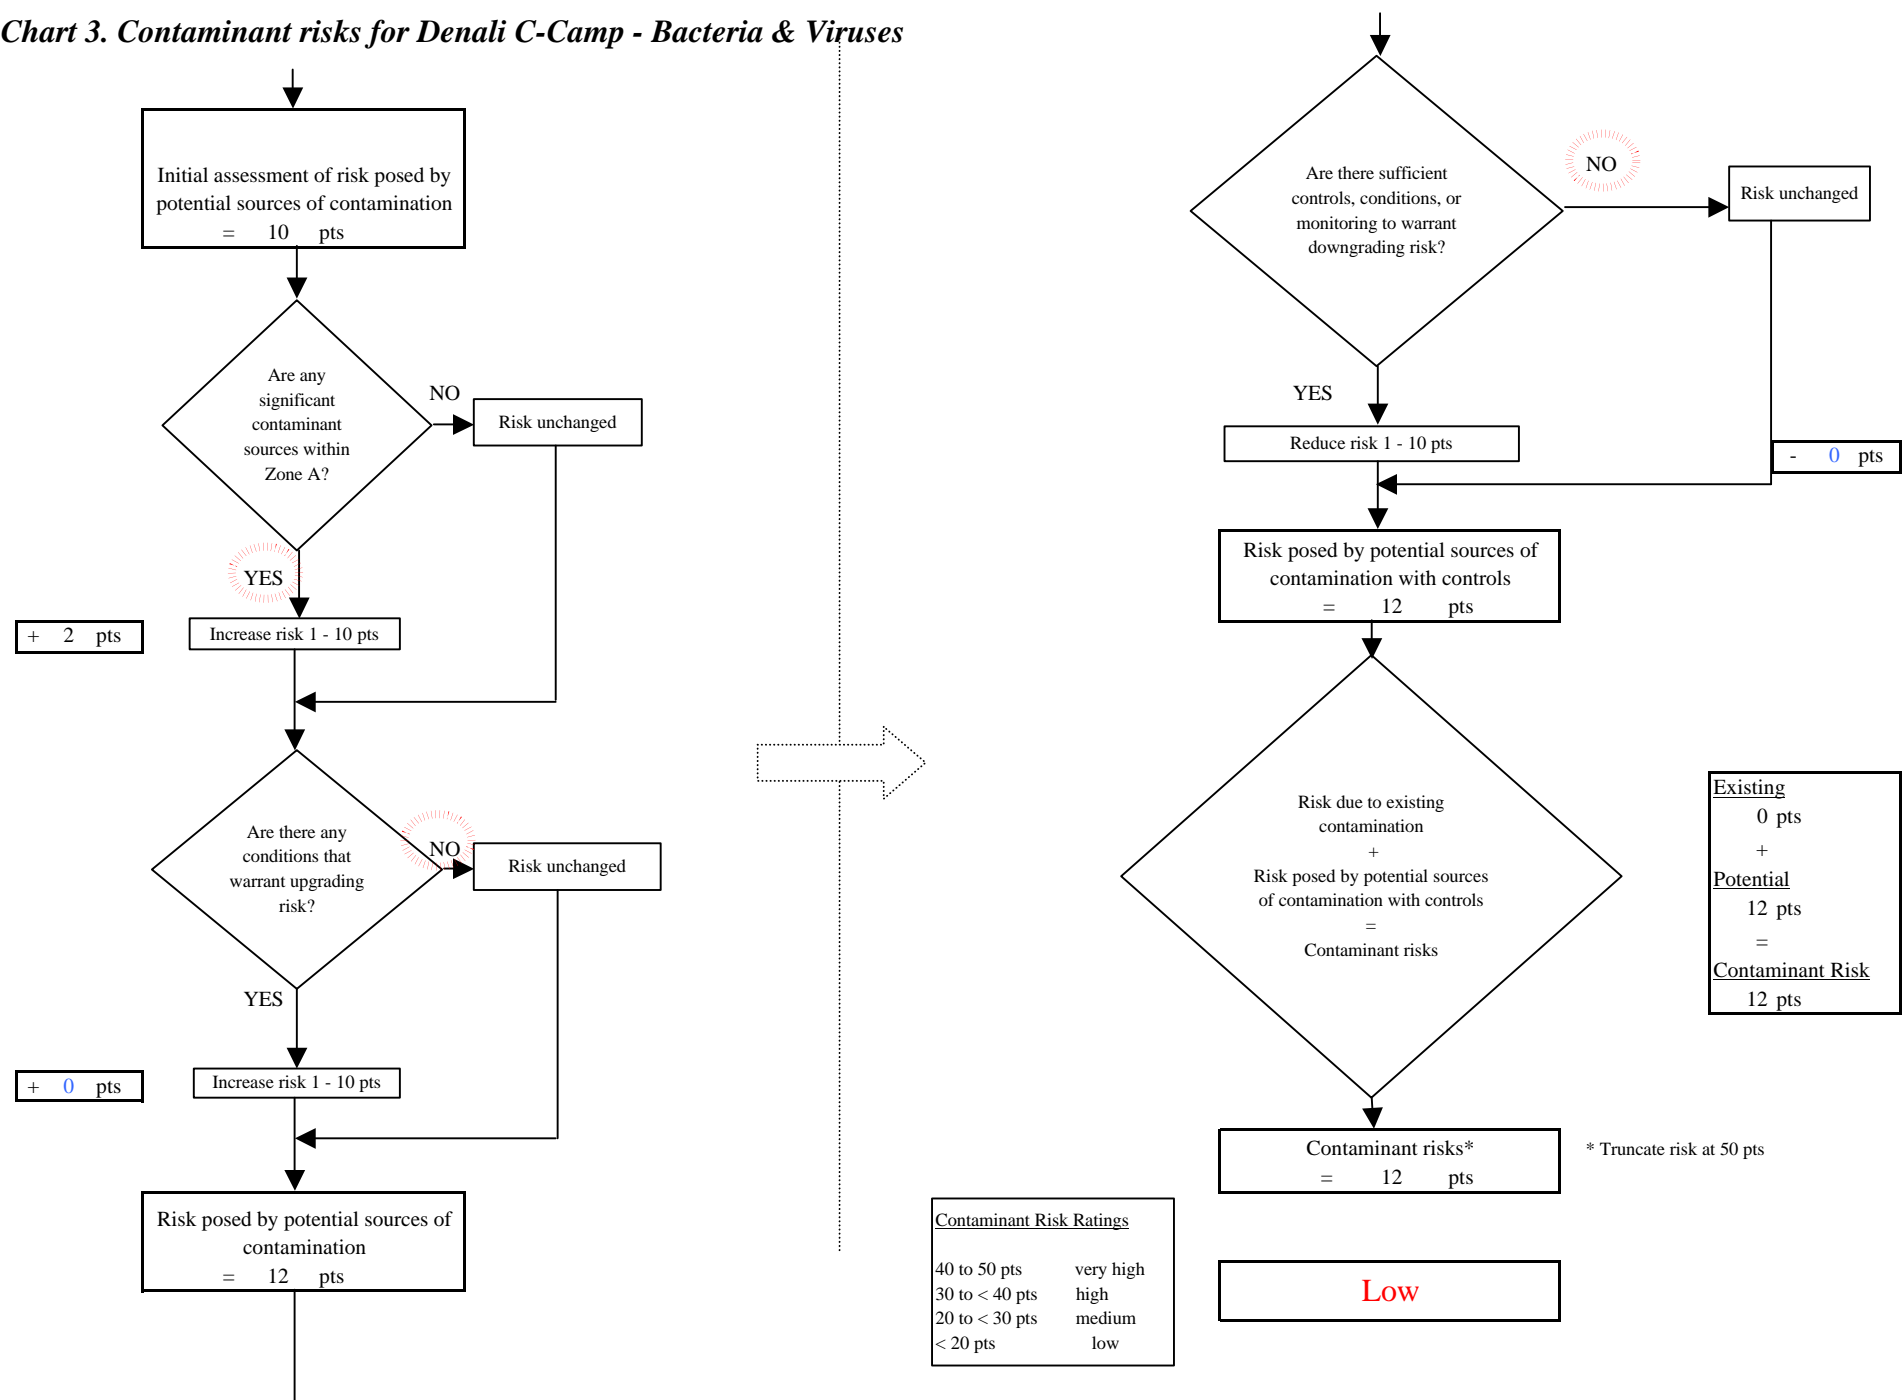 Chart 3. Contaminant risks for Denali C-Camp - Bacteria & Viruses
Initial assessment of risk posed by
potential sources of contamination
= 10 pts
Are any
significant
contaminant
sources within
Zone A?
NO
Risk unchanged
YES
+ 2 pts
Increase risk 1 - 10 pts
Are there any
conditions that
warrant upgrading
risk?
NO
Risk unchanged
YES
+ 0 pts
Increase risk 1 - 10 pts
Risk posed by potential sources of
contamination
= 12 pts
Are there sufficient
controls, conditions, or
monitoring to warrant
downgrading risk?
NO
Risk unchanged
YES
Reduce risk 1 - 10 pts
- 0 pts
Risk posed by potential sources of
contamination with controls
= 12 pts
Risk due to existing
contamination
+
Risk posed by potential sources
of contamination with controls
=
Contaminant risks
Existing
0 pts
+
Potential
12 pts
=
Contaminant Risk
12 pts
Contaminant risks*
= 12 pts
* Truncate risk at 50 pts
Contaminant Risk Ratings
40 to 50 pts very high
30 to < 40 pts high
20 to < 30 pts medium
< 20 pts low
Low